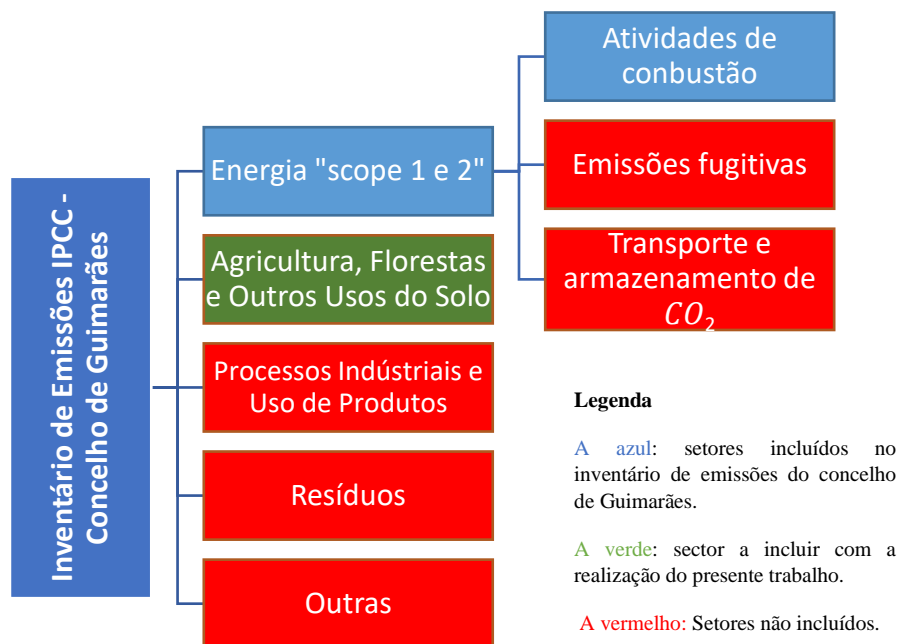 Inventário de Emissões IPCC -
Concelho de Guimarães
Energia "scope 1 e 2"
Agricultura, Florestas
e Outros Usos do Solo
Processos Indústriais e
Uso de Produtos
Resíduos
Outras
Atividades de
conbustão
Emissões fugitivas
Transporte e
armazenamento de
CO₂
Legenda
A azul: setores incluídos no
inventário de emissões do concelho
de Guimarães.
A verde: sector a incluir com a
realização do presente trabalho.
A vermelho: Setores não incluídos.